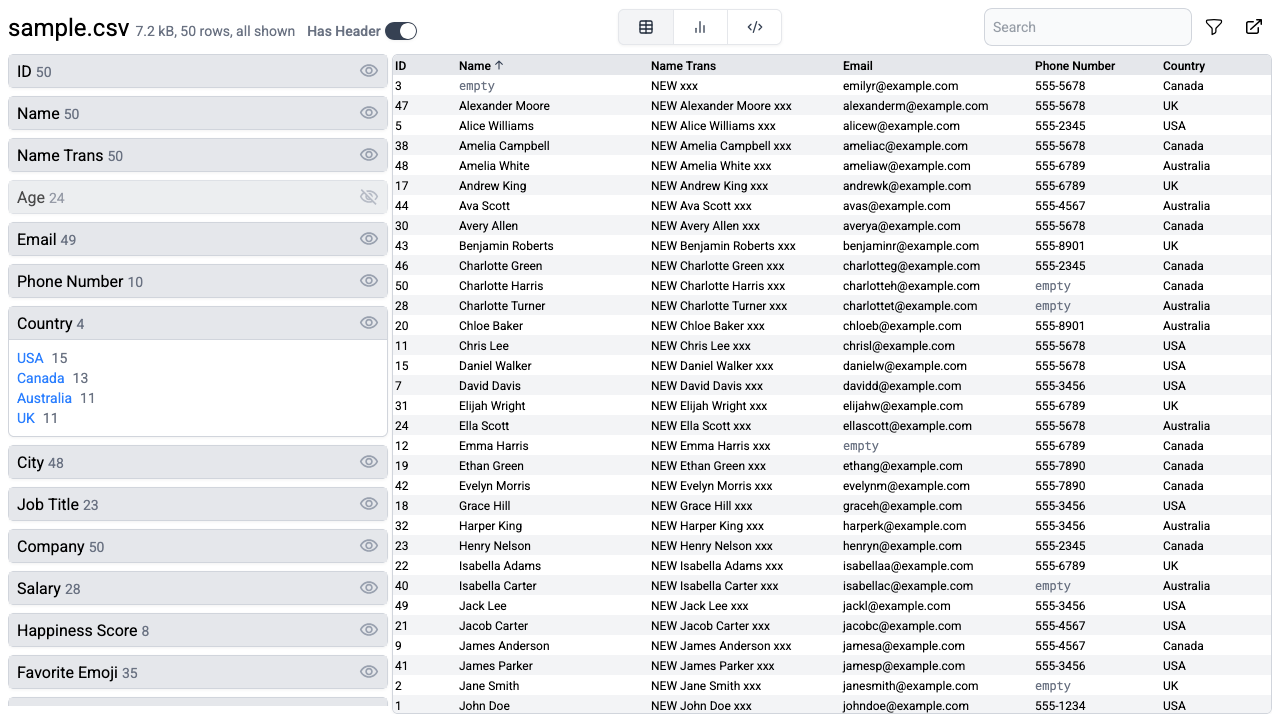 sample.csv 7.2 kB, 50 rows, all shown Has Header Search
ID 50
Name 50
Name Trans 50
Age 24
Email 49
Phone Number 10
Country 4
USA 15
Canada 13
Australia 11
UK 11
City 48
Job Title 23
Company 50
Salary 28
Happiness Score 8
Favorite Emoji 35
ID Name ↑ Name Trans Email Phone Number Country
3 empty NEW xxx emilyr@example.com 555-5678 Canada
47 Alexander Moore NEW Alexander Moore xxx alexanderm@example.com 555-5678 UK
5 Alice Williams NEW Alice Williams xxx alicew@example.com 555-2345 USA
38 Amelia Campbell NEW Amelia Campbell xxx ameliac@example.com 555-5678 Canada
48 Amelia White NEW Amelia White xxx ameliaw@example.com 555-6789 Australia
17 Andrew King NEW Andrew King xxx andrewk@example.com 555-6789 UK
44 Ava Scott NEW Ava Scott xxx avas@example.com 555-4567 Australia
30 Avery Allen NEW Avery Allen xxx averya@example.com 555-5678 Canada
43 Benjamin Roberts NEW Benjamin Roberts xxx benjaminr@example.com 555-8901 UK
46 Charlotte Green NEW Charlotte Green xxx charlotteg@example.com 555-2345 Canada
50 Charlotte Harris NEW Charlotte Harris xxx charlotteh@example.com empty Canada
28 Charlotte Turner NEW Charlotte Turner xxx charlottet@example.com empty Australia
20 Chloe Baker NEW Chloe Baker xxx chloeb@example.com 555-8901 Australia
11 Chris Lee NEW Chris Lee xxx chrisl@example.com 555-5678 USA
15 Daniel Walker NEW Daniel Walker xxx danielw@example.com 555-5678 USA
7 David Davis NEW David Davis xxx davidd@example.com 555-3456 USA
31 Elijah Wright NEW Elijah Wright xxx elijahw@example.com 555-6789 UK
24 Ella Scott NEW Ella Scott xxx ellascott@example.com 555-5678 Australia
12 Emma Harris NEW Emma Harris xxx empty 555-6789 Canada
19 Ethan Green NEW Ethan Green xxx ethang@example.com 555-7890 Canada
42 Evelyn Morris NEW Evelyn Morris xxx evelynm@example.com 555-7890 Canada
18 Grace Hill NEW Grace Hill xxx graceh@example.com 555-3456 USA
32 Harper King NEW Harper King xxx harperk@example.com 555-3456 Australia
23 Henry Nelson NEW Henry Nelson xxx henryn@example.com 555-2345 Canada
22 Isabella Adams NEW Isabella Adams xxx isabellaa@example.com 555-6789 UK
40 Isabella Carter NEW Isabella Carter xxx isabellac@example.com empty Australia
49 Jack Lee NEW Jack Lee xxx jackl@example.com 555-3456 USA
21 Jacob Carter NEW Jacob Carter xxx jacobc@example.com 555-4567 USA
9 James Anderson NEW James Anderson xxx jamesa@example.com 555-4567 Canada
41 James Parker NEW James Parker xxx jamesp@example.com 555-3456 USA
2 Jane Smith NEW Jane Smith xxx janesmith@example.com empty UK
1 John Doe NEW John Doe xxx johndoe@example.com 555-1234 USA